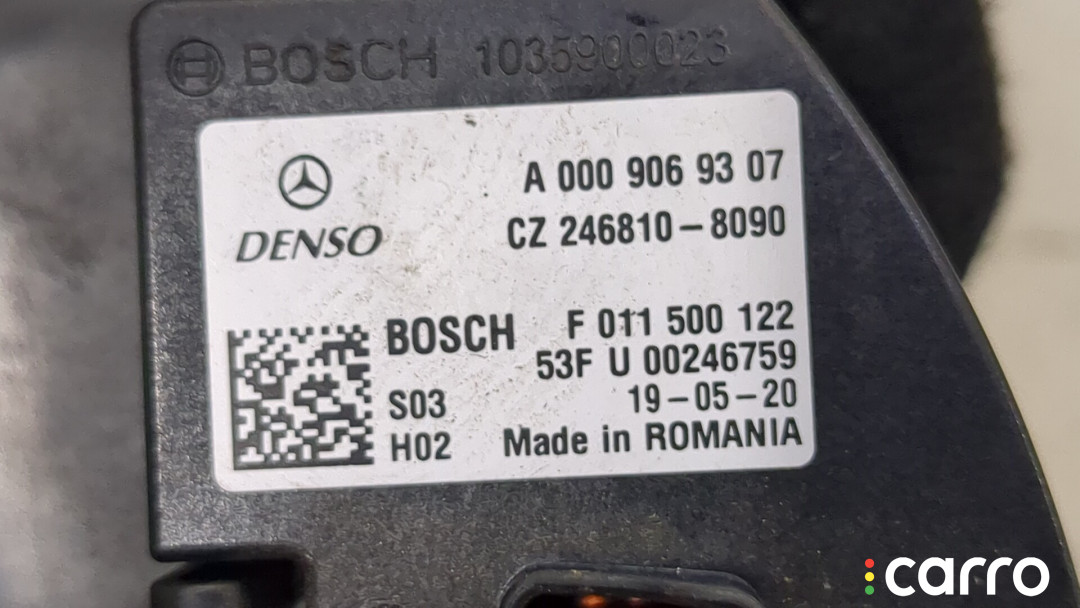 BOSCH 1035900023
A 000 906 93 07
DENSO CZ 246810-8090
BOSCH F 011 500 122
53F U 00246759
S03 19-05-20
H02 Made in ROMANIA
carro